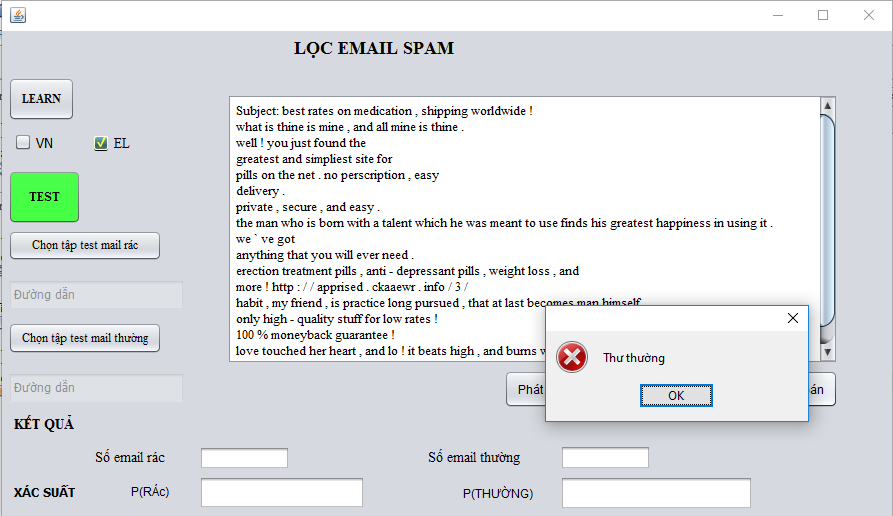 LỌC EMAIL SPAM
LEARN
VN
EL
TEST
Chọn tập test mail rác
Đường dẫn
Chọn tập test mail thường
Đường dẫn
Subject: best rates on medication , shipping worldwide !
what is thine is mine , and all mine is thine .
well ! you just found the
greatest and simpliest site for
pills on the net . no perscription , easy
delivery .
private , secure , and easy .
the man who is born with a talent which he was meant to use finds his greatest happiness in using it .
we ` ve got
anything that you will ever need .
erection treatment pills , anti - depressant pills , weight loss , and
more ! http : / / apprised . ckaaewr . info / 3 /
habit , my friend , is practice long pursued , that at last becomes man himself
only high - quality stuff for low rates !
100 % moneyback guarantee !
love touched her heart , and lo ! it beats high , and burns
Thư thường
OK
Phát
án
KẾT QUẢ
Số email rác
Số email thường
XÁC SUẤT
P(RÁc)
P(THƯỜNG)